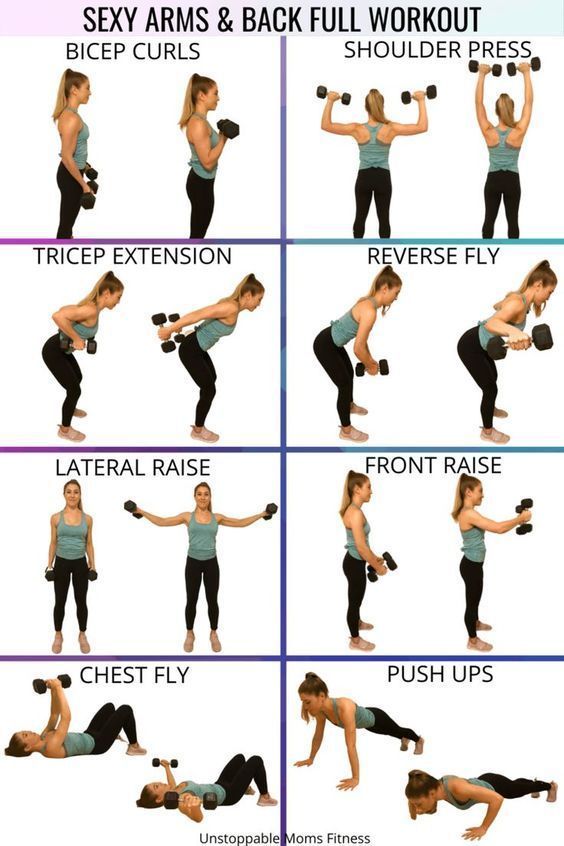 SEXY ARMS & BACK FULL WORKOUT
BICEP CURLS
SHOULDER PRESS
TRICEP EXTENSION
REVERSE FLY
LATERAL RAISE
FRONT RAISE
CHEST FLY
PUSH UPS
Unstoppable Moms Fitness